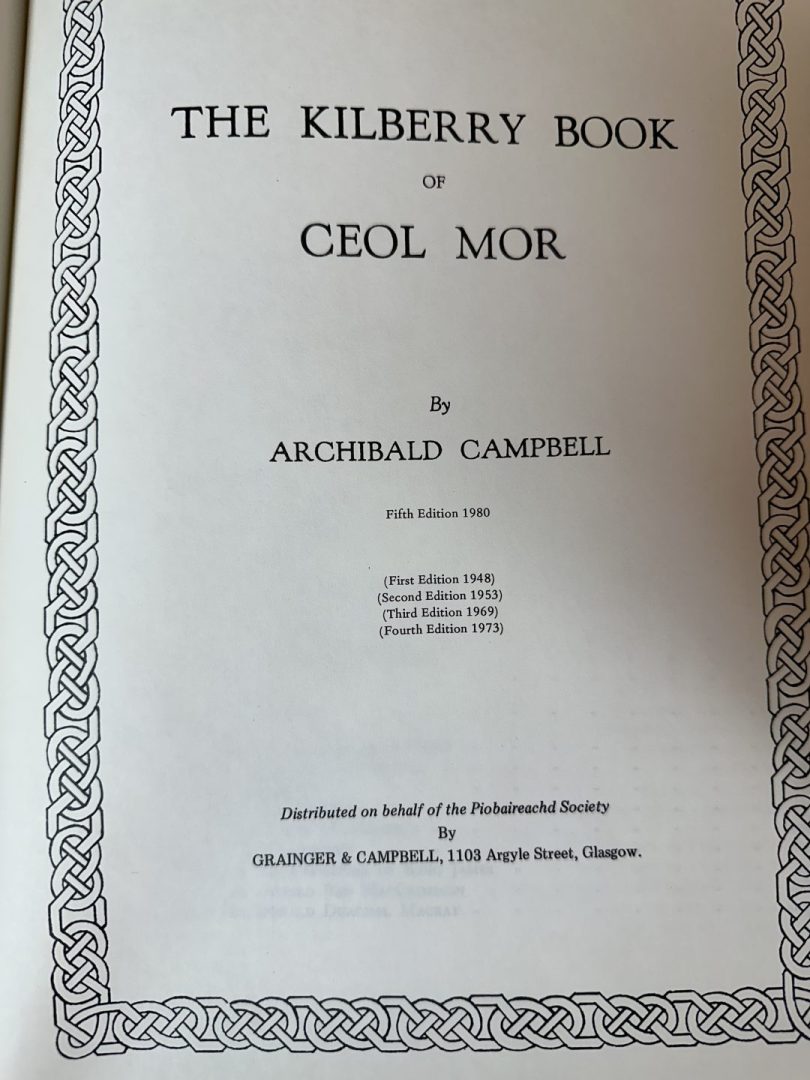 THE KILBERRY BOOK
OF
CEOL MOR
By
ARCHIBALD CAMPBELL
Fifth Edition 1980
(First Edition 1948)
(Second Edition 1953)
(Third Edition 1969)
(Fourth Edition 1973)
Distributed on behalf of the Piobaireachd Society
By
GRAINGER & CAMPBELL, 1103 Argyle Street, Glasgow.